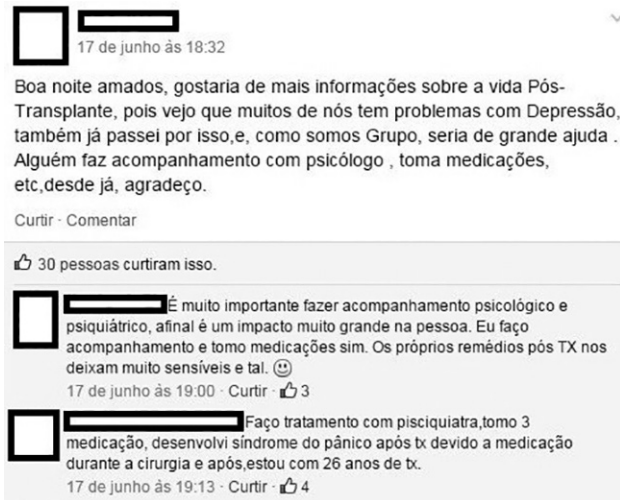 17 de junho às 18:32
Boa noite amados, gostaria de mais informações sobre a vida Pós-
Transplante, pois vejo que muitos de nós tem problemas com Depressão,
também já passei por isso,e, como somos Grupo, seria de grande ajuda .
Alguém faz acompanhamento com psicólogo , toma medicações,
etc,desde já, agradeço.
Curtir · Comentar
30 pessoas curtiram isso.
É muito importante fazer acompanhamento psicológico e
psiquiátrico, afinal é um impacto muito grande na pessoa. Eu faço
acompanhamento e tomo medicações sim. Os próprios remédios pós TX nos
deixam muito sensíveis e tal.
17 de junho às 19:00 · Curtir · 3
Faço tratamento com pisciquiatra,tomo 3
medicação, desenvolvi síndrome do pânico após tx devido a medicação
durante a cirurgia e após,estou com 26 anos de tx.
17 de junho às 19:13 · Curtir · 4